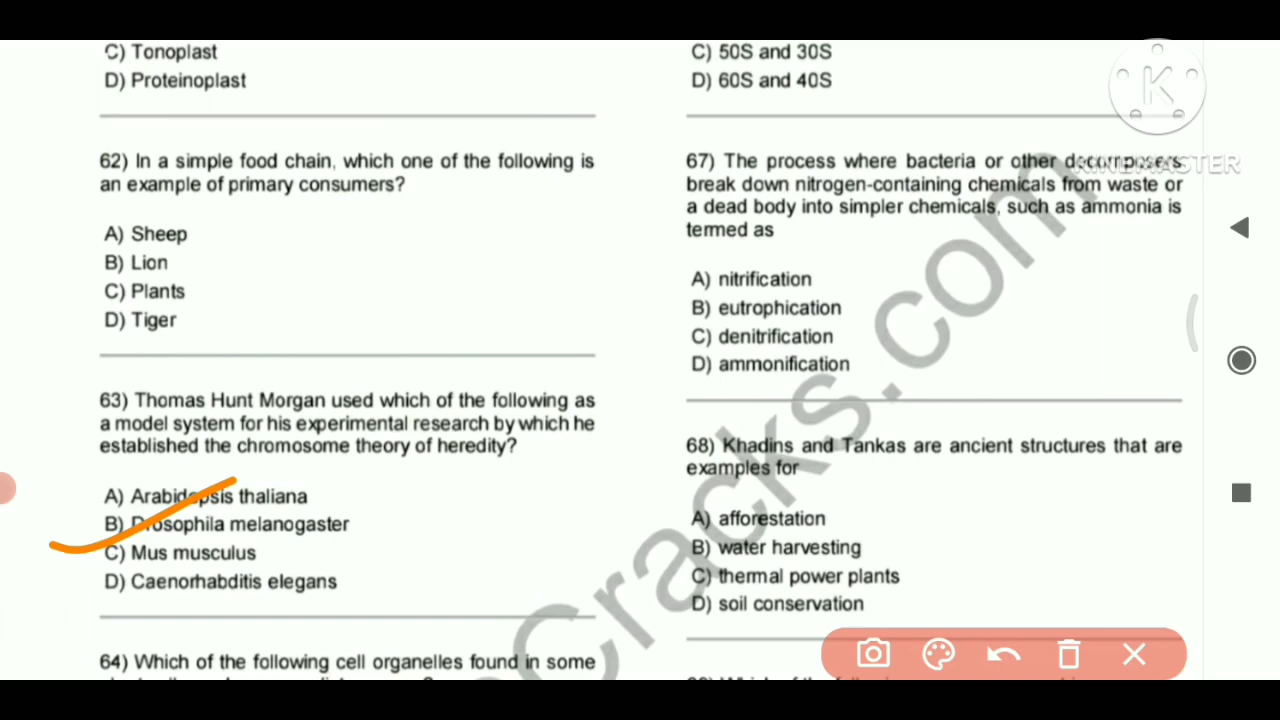 C) Tonoplast
D) Proteinoplast
62) In a simple food chain, which one of the following is
an example of primary consumers?
A) Sheep
B) Lion
C) Plants
D) Tiger
63) Thomas Hunt Morgan used which of the following as
a model system for his experimental research by which he
established the chromosome theory of heredity?
A) Arabidopsis thaliana
B) Drosophila melanogaster
C) Mus musculus
D) Caenorhabditis elegans
64) Which of the following cell organelles found in some
C) 50S and 30S
D) 60S and 40S
67) The process where bacteria or other decomposers
break down nitrogen-containing chemicals from waste or
a dead body into simpler chemicals, such as ammonia is
termed as
A) nitrification
B) eutrophication
C) denitrification
D) ammonification
68) Khadins and Tankas are ancient structures that are
examples for
A) afforestation
B) water harvesting
C) thermal power plants
D) soil conservation
Cracks.com
K
KINEMASTER